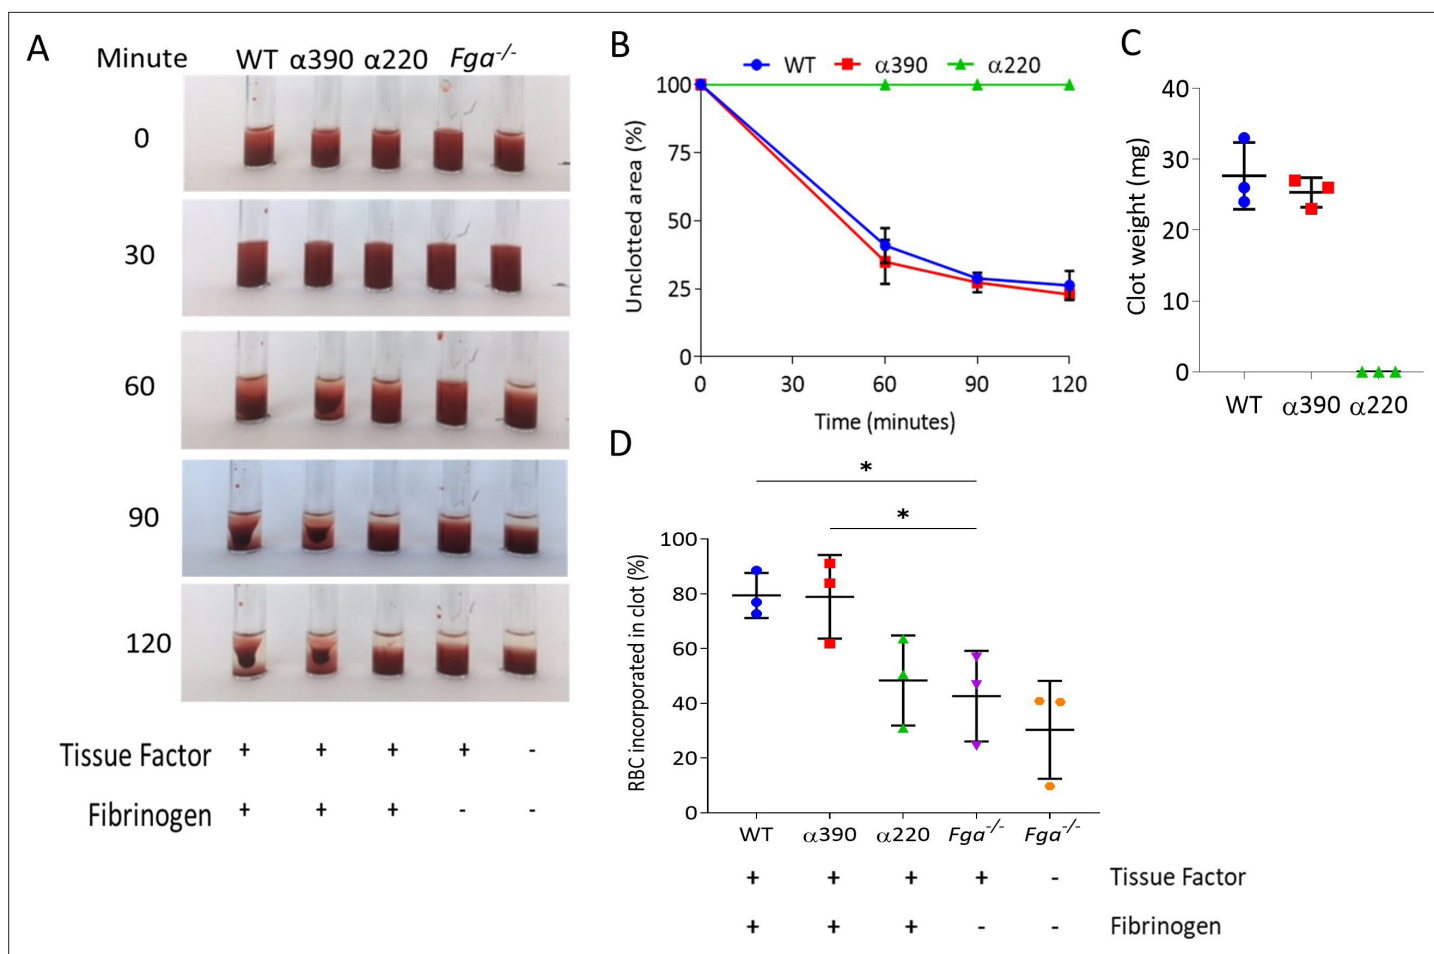 A
Minute WT α390 α220 Fga-/-
0
30
60
90
120
Tissue Factor + + + + -
Fibrinogen + + + - -
B
WT α390 α220
Unclotted area (%)
100
75
50
25
0
0 30 60 90 120
Time (minutes)
C
Clot weight (mg)
40
30
20
10
0
WT α390 α220
D
*
*
RBC incorporated in clot (%)
100
80
60
40
20
0
WT α390 α220 Fga-/- Fga-/-
+ + + + - Tissue Factor
+ + + - - Fibrinogen